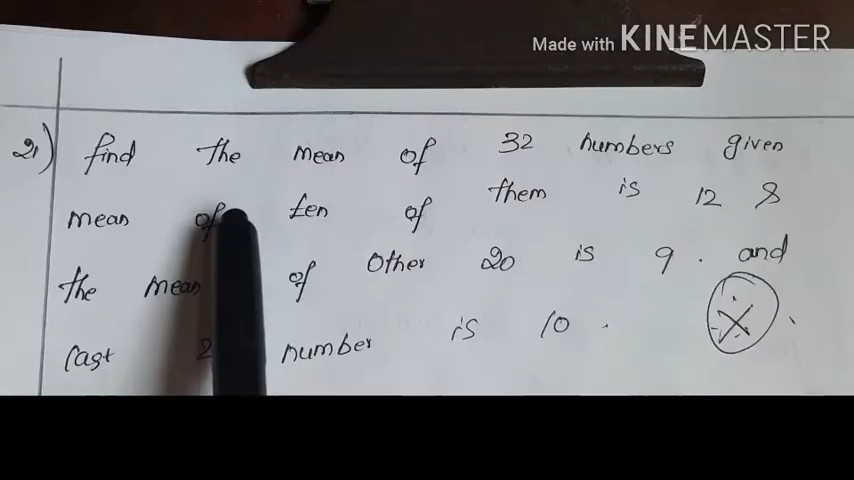 Made with KINEMASTER
21) find the mean of 32 numbers given
mean of ten of them is 12 &
the mean of Other 20 is 9. and
last 2 number is 10.
X